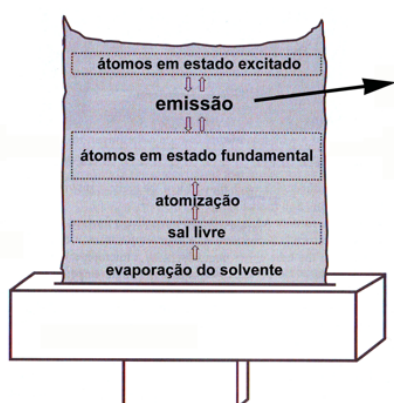 átomos em estado excitado
emissão
átomos em estado fundamental
atomização
sal livre
evaporação do solvente